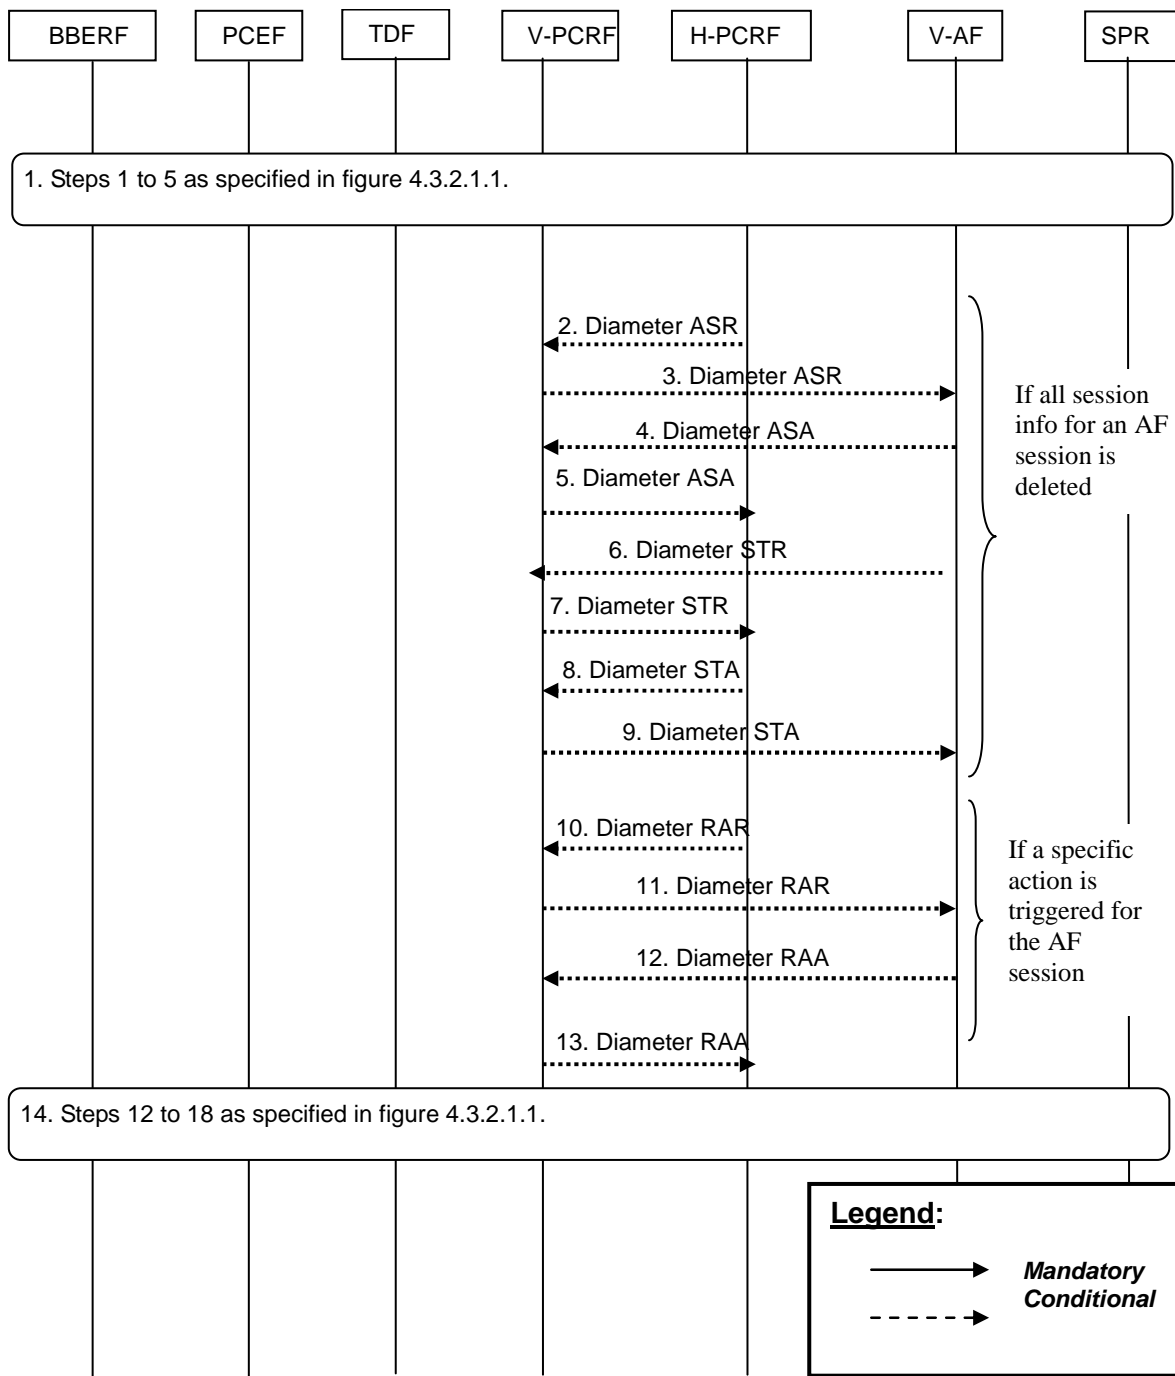 BBERF PCEF TDF V-PCRF H-PCRF V-AF SPR
1. Steps 1 to 5 as specified in figure 4.3.2.1.1.
2. Diameter ASR
3. Diameter ASR
4. Diameter ASA
5. Diameter ASA
6. Diameter STR
7. Diameter STR
8. Diameter STA
9. Diameter STA
If all session
info for an AF
session is
deleted
10. Diameter RAR
11. Diameter RAR
12. Diameter RAA
13. Diameter RAA
If a specific
action is
triggered for
the AF
session
14. Steps 12 to 18 as specified in figure 4.3.2.1.1.
Legend:
Mandatory
Conditional